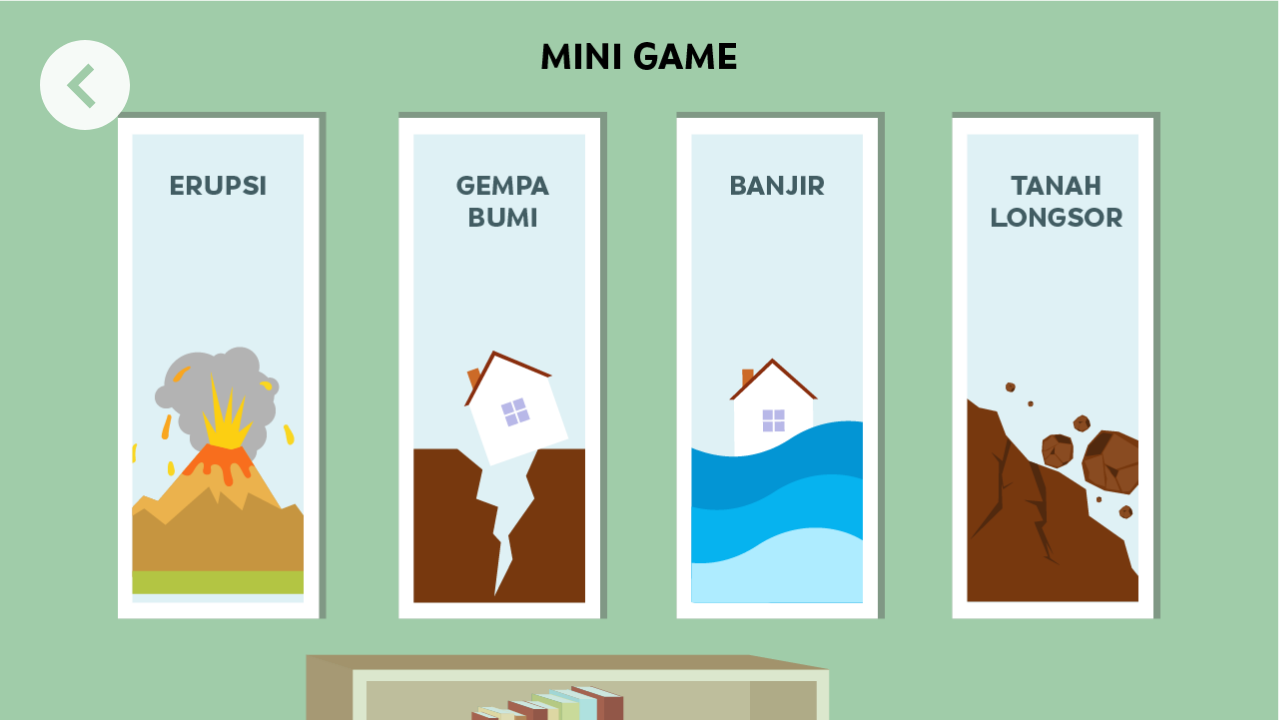 MINI GAME
ERUPSI
GEMPA
BUMI
BANJIR
TANAH
LONGSOR